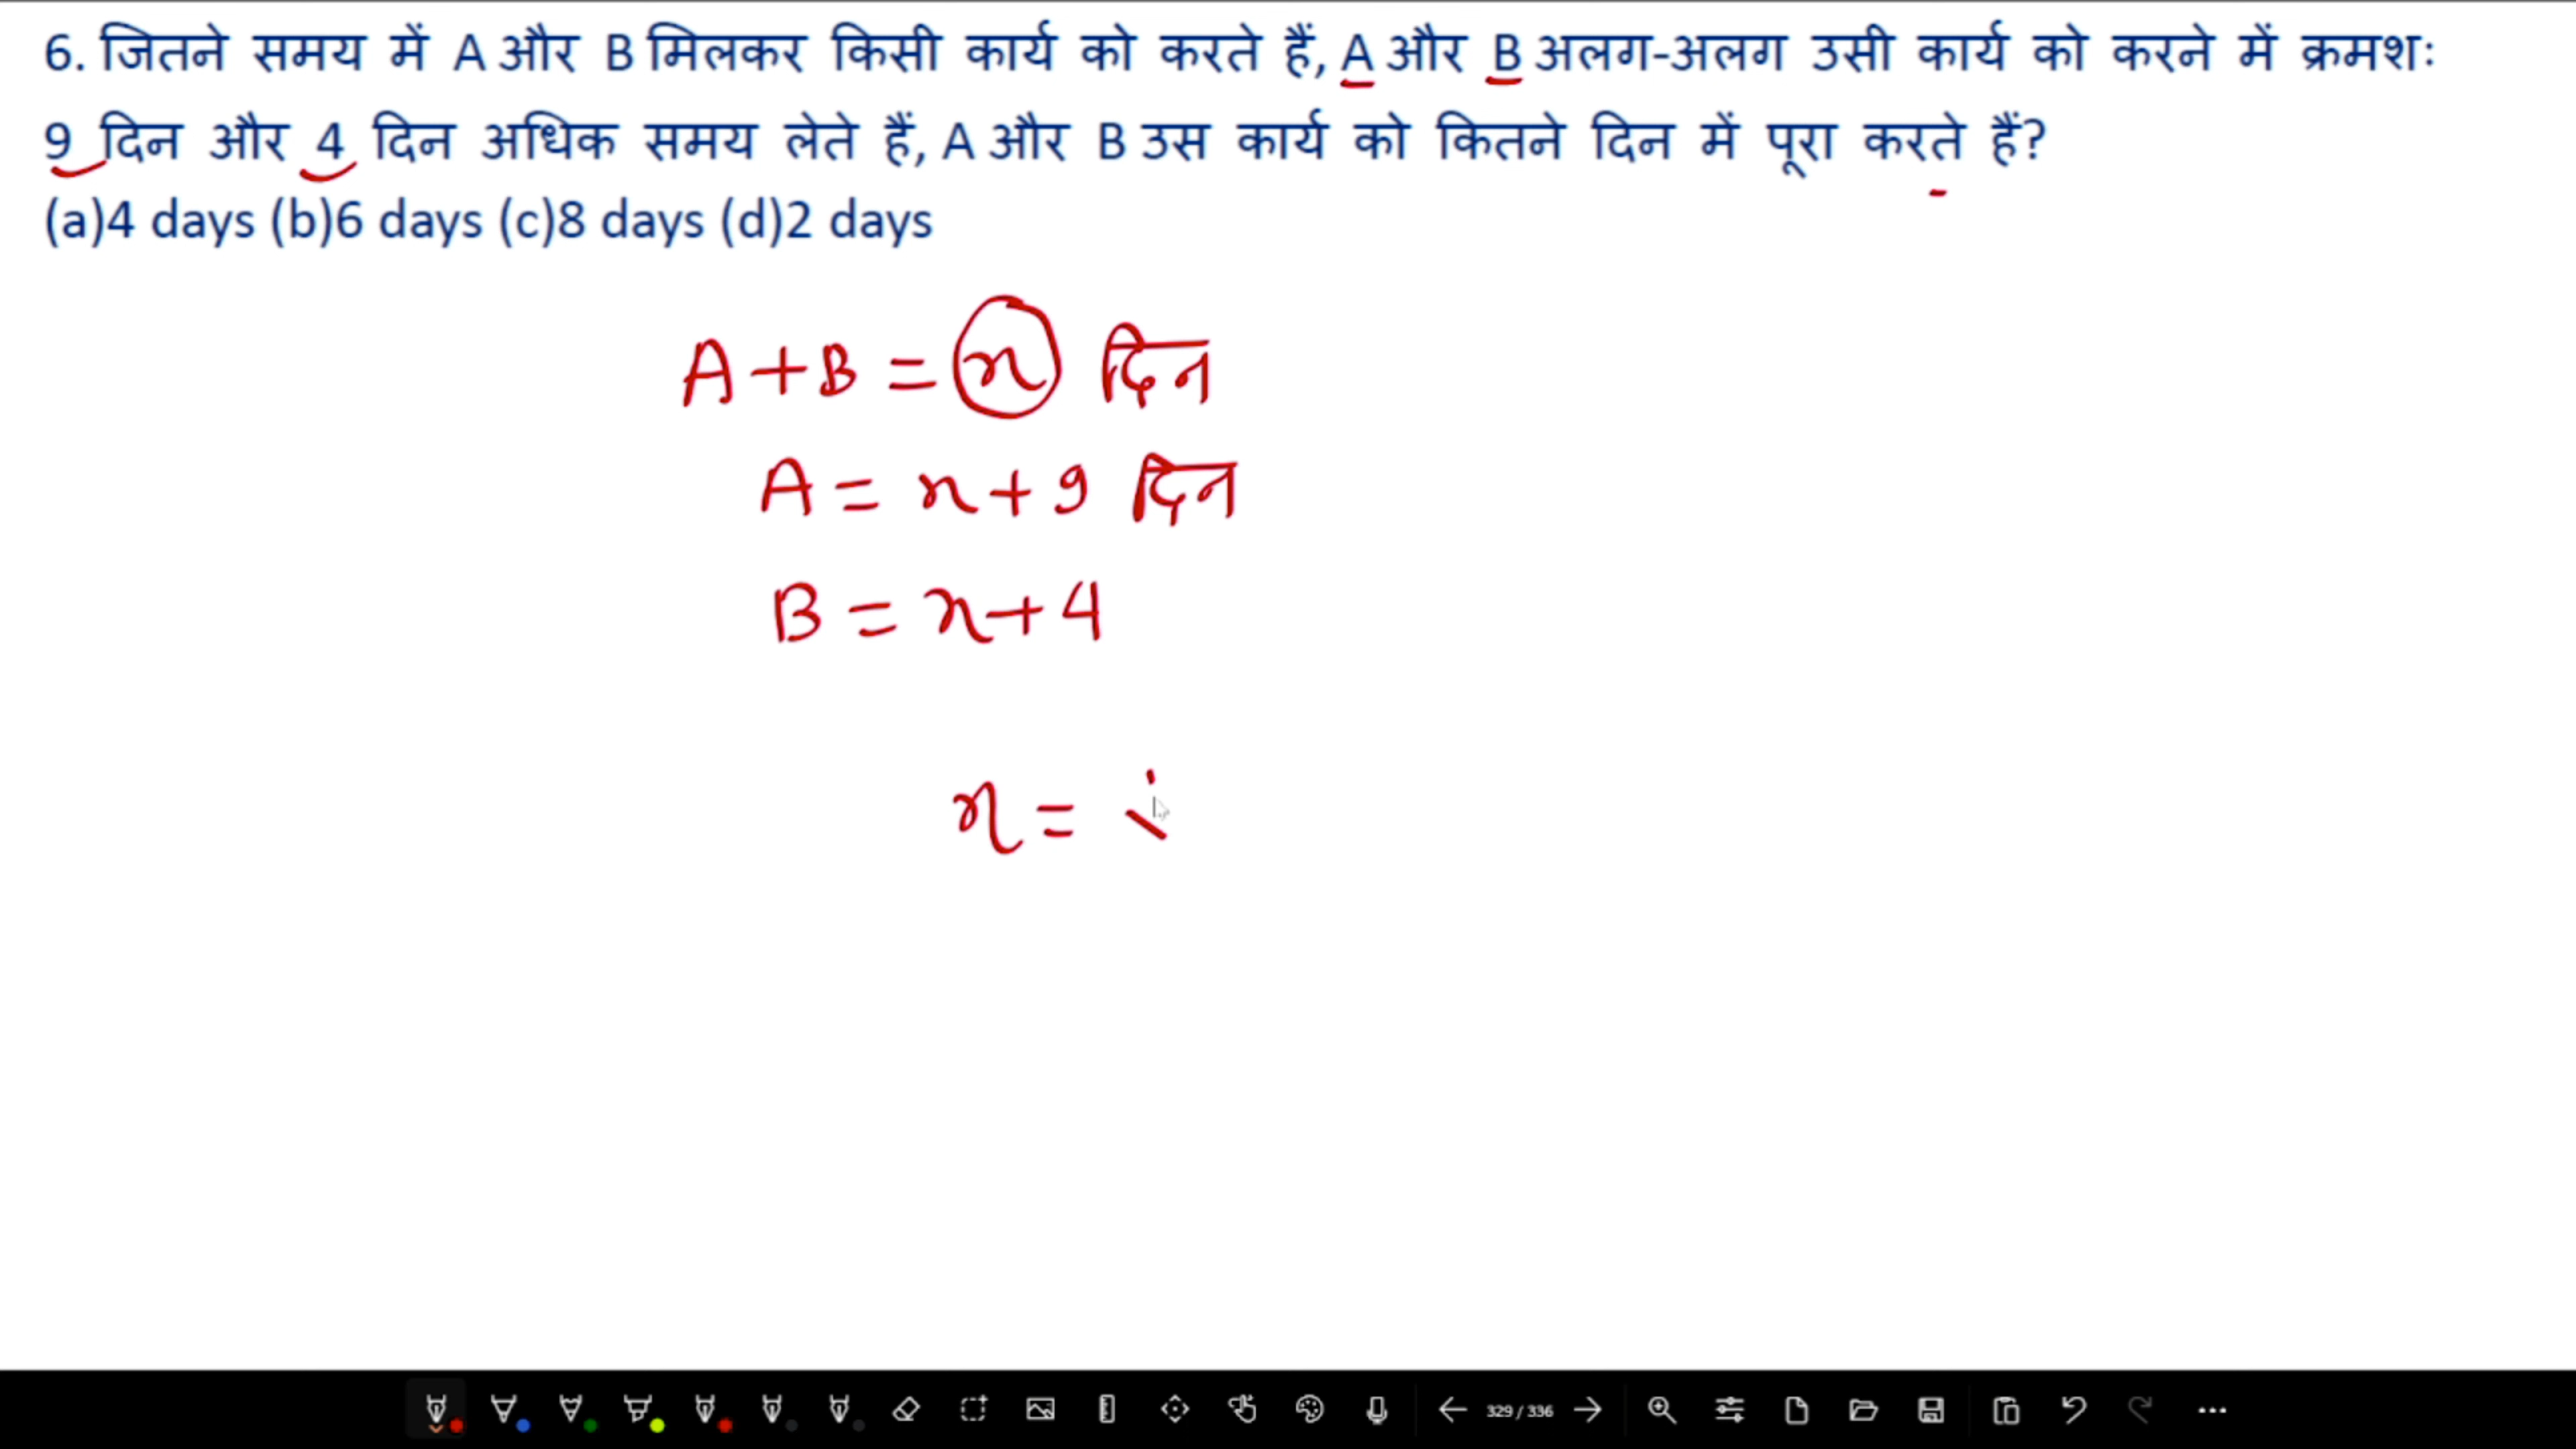 6. जितने समय में A और B मिलकर किसी कार्य को करते हैं, A और B अलग-अलग उसी कार्य को करने में क्रमशः
9 दिन और 4 दिन अधिक समय लेते हैं, A और B उस कार्य को कितने दिन में पूरा करते हैं?
(a)4 days (b)6 days (c)8 days (d)2 days
A+B = x दिन
A = x+9 दिन
B = x+4
x =
329 / 336